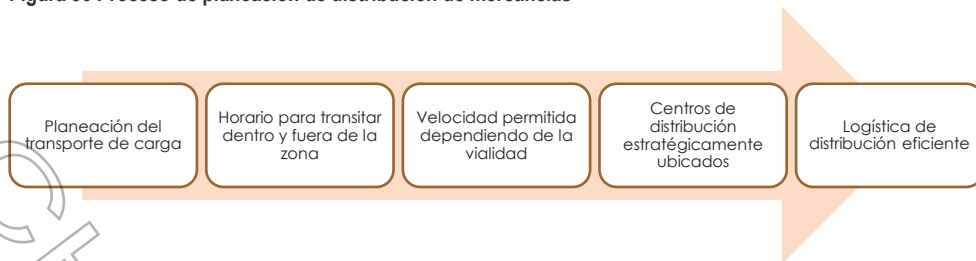 Planeación del
transporte de carga
Horario para transitar
dentro y fuera de la
zona
Velocidad permitida
dependiendo de la
vialidad
Centros de
distribución
estratégicamente
ubicados
Logística de
distribución eficiente